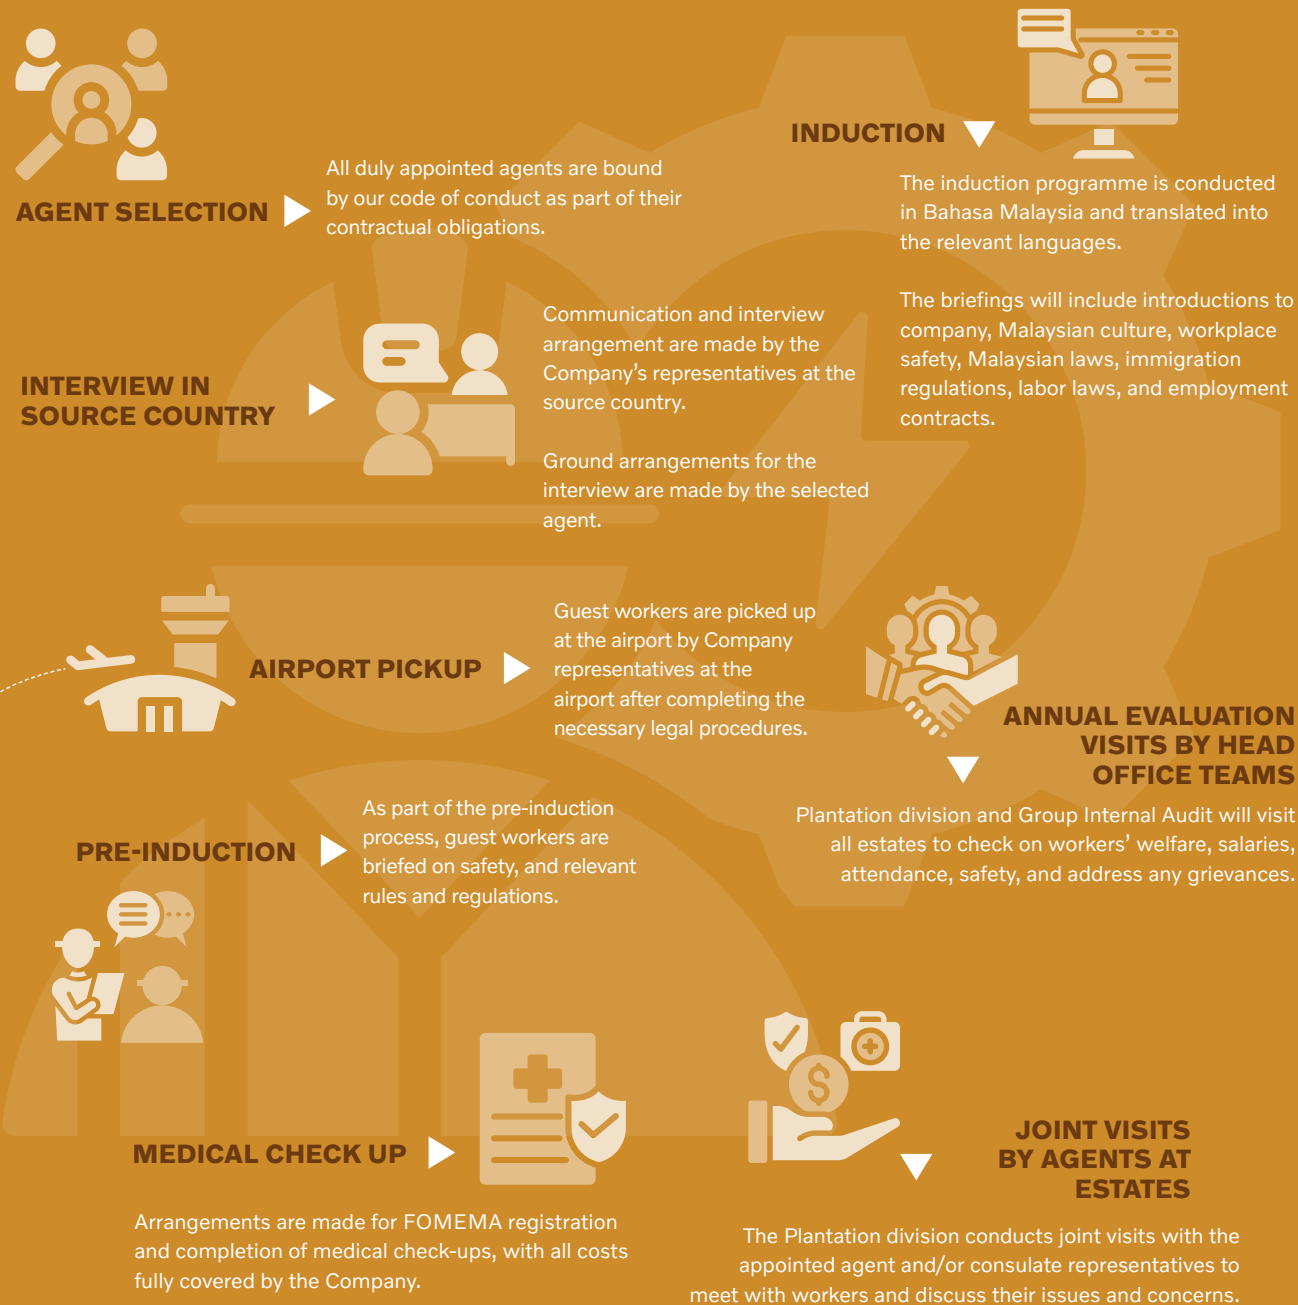 AGENT SELECTION
All duly appointed agents are bound
by our code of conduct as part of their
contractual obligations.
INTERVIEW IN
SOURCE COUNTRY
Communication and interview
arrangement are made by the
Company’s representatives at the
source country.
Ground arrangements for the
interview are made by the selected
agent.
AIRPORT PICKUP
Guest workers are picked up
at the airport by Company
representatives at the
airport after completing the
necessary legal procedures.
PRE-INDUCTION
As part of the pre-induction
process, guest workers are
briefed on safety, and relevant
rules and regulations.
MEDICAL CHECK UP
Arrangements are made for FOMEMA registration
and completion of medical check-ups, with all costs
fully covered by the Company.
INDUCTION
The induction programme is conducted
in Bahasa Malaysia and translated into
the relevant languages.
The briefings will include introductions to
company, Malaysian culture, workplace
safety, Malaysian laws, immigration
regulations, labor laws, and employment
contracts.
ANNUAL EVALUATION
VISITS BY HEAD
OFFICE TEAMS
Plantation division and Group Internal Audit will visit
all estates to check on workers’ welfare, salaries,
attendance, safety, and address any grievances.
JOINT VISITS
BY AGENTS AT
ESTATES
The Plantation division conducts joint visits with the
appointed agent and/or consulate representatives to
meet with workers and discuss their issues and concerns.